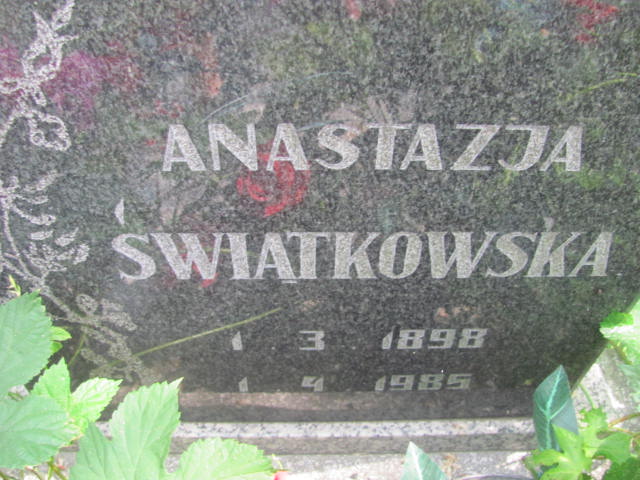 ANASTAZJA
ŚWIĄTKOWSKA
1 3 1898
1 4 1985